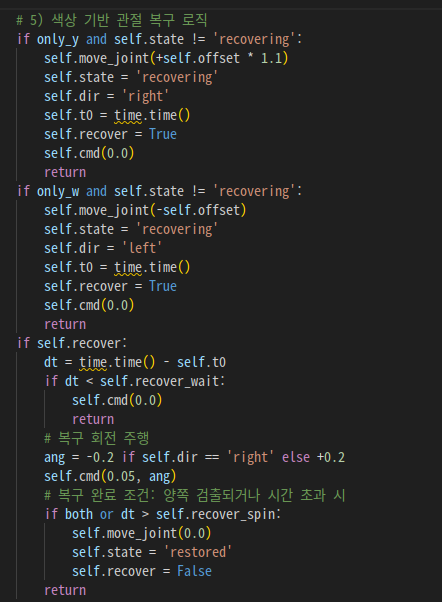 # 5) 색상 기반 관절 복구 로직
if only_y and self.state != 'recovering':
    self.move_joint(+self.offset * 1.1)
    self.state = 'recovering'
    self.dir = 'right'
    self.t0 = time.time()
    self.recover = True
    self.cmd(0.0)
    return
if only_w and self.state != 'recovering':
    self.move_joint(-self.offset)
    self.state = 'recovering'
    self.dir = 'left'
    self.t0 = time.time()
    self.recover = True
    self.cmd(0.0)
    return
if self.recover:
    dt = time.time() - self.t0
    if dt < self.recover_wait:
        self.cmd(0.0)
        return
    # 복구 회전 주행
    ang = -0.2 if self.dir == 'right' else +0.2
    self.cmd(0.05, ang)
    # 복구 완료 조건: 양쪽 검출되거나 시간 초과 시
    if both or dt > self.recover_spin:
        self.move_joint(0.0)
        self.state = 'restored'
        self.recover = False
    return